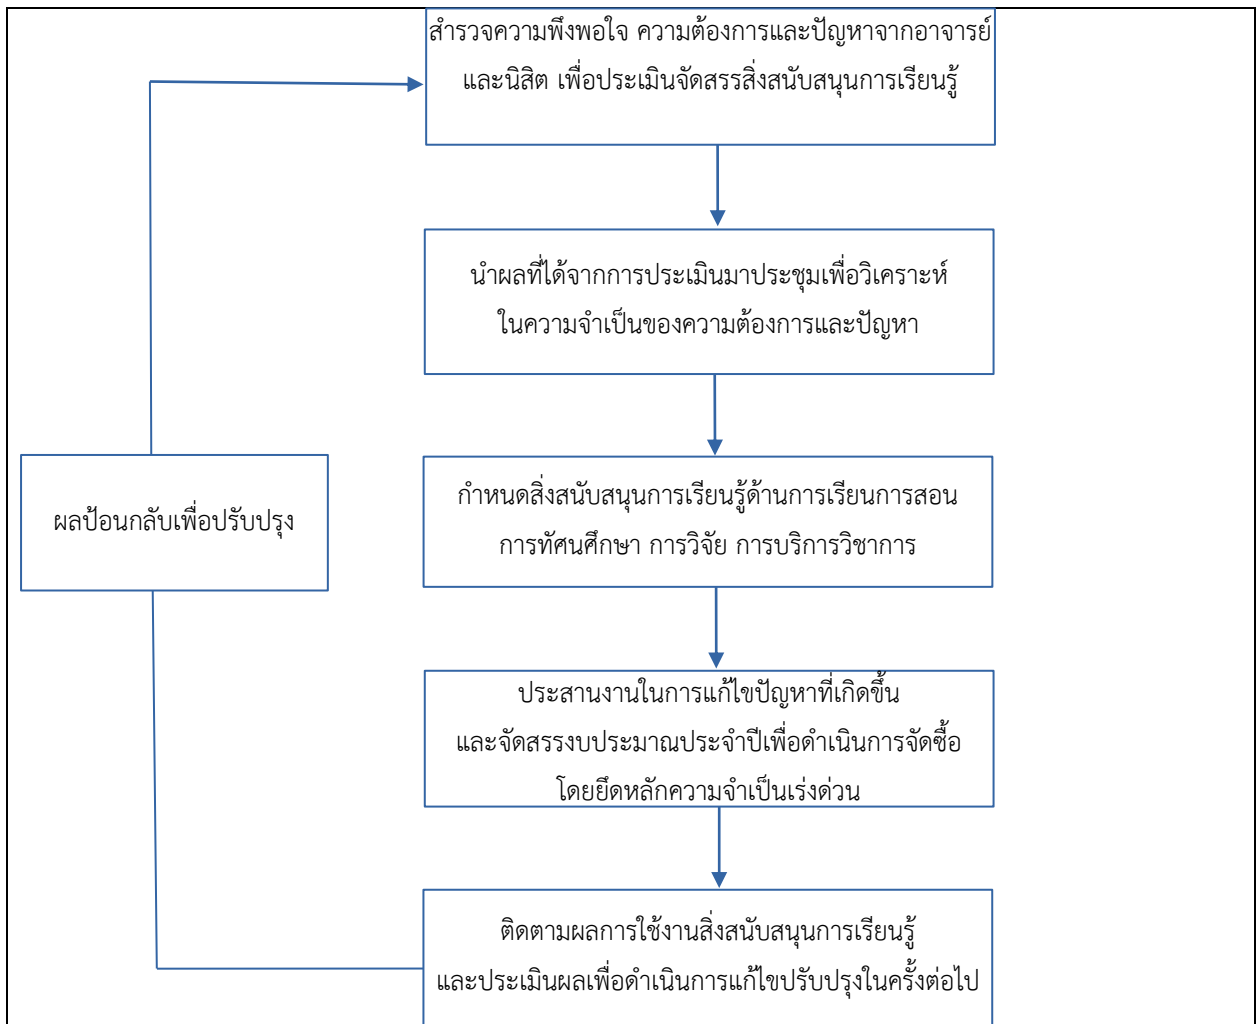 สำรวจความพึงพอใจ ความต้องการและปัญหาจากอาจารย์
และนิสิต เพื่อประเมินจัดสรรสิ่งสนับสนุนการเรียนรู้
นำผลที่ได้จากการประเมินมาประชุมเพื่อวิเคราะห์
ในความจำเป็นของความต้องการและปัญหา
กำหนดสิ่งสนับสนุนการเรียนรู้ด้านการเรียนการสอน
การทัศนศึกษา การวิจัย การบริการวิชาการ
ประสานงานในการแก้ไขปัญหาที่เกิดขึ้น
และจัดสรรงบประมาณประจำปีเพื่อดำเนินการจัดซื้อ
โดยยึดหลักความจำเป็นเร่งด่วน
ติดตามผลการใช้งานสิ่งสนับสนุนการเรียนรู้
และประเมินผลเพื่อดำเนินการแก้ไขปรับปรุงในครั้งต่อไป
ผลป้อนกลับเพื่อปรับปรุง